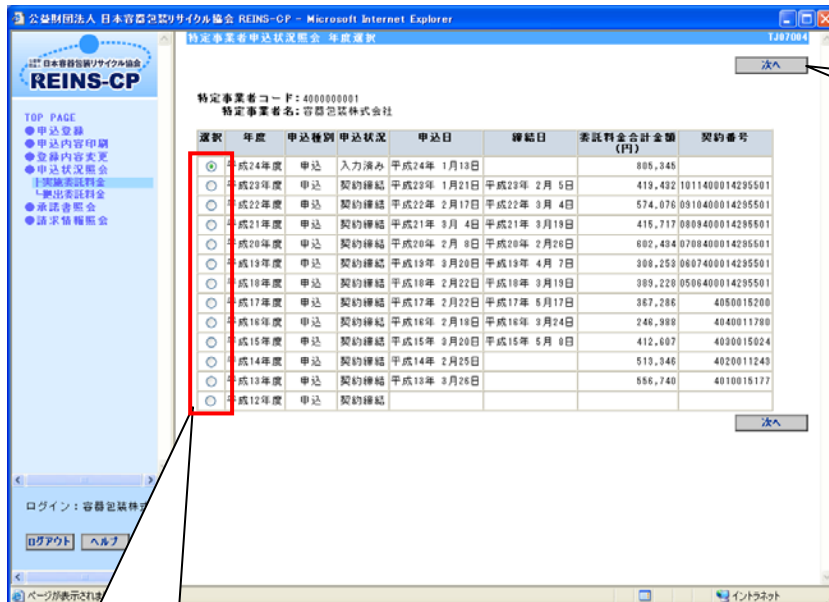 公益財団法人 日本容器包装リサイクル協会 REINS-CP - Microsoft Internet Explorer
日本容器包装リサイクル協会
REINS-CP
TOP PAGE
●申込登録
●申込内容印刷
●登録内容変更
●申込状況照会
├実施委託料金
└拠出委託料金
●承諾書照会
●請求情報照会
ログイン：容器包装株式
ログアウト ヘルプ
特定事業者申込状況照会 年度選択 TJ07004
次へ
特定事業者コード：4000000001
特定事業者名：容器包装株式会社
選択 年度 申込種別 申込状況 申込日 締結日 委託料金合計金額(円) 契約番号
平成24年度 申込 入力済み 平成24年 1月13日 805,345
平成23年度 申込 契約締結 平成23年 1月21日 平成23年 2月 5日 419,432 1011400014295501
平成22年度 申込 契約締結 平成22年 2月17日 平成22年 3月 4日 574,076 0910400014295501
平成21年度 申込 契約締結 平成21年 3月 4日 平成21年 3月19日 415,717 0809400014295501
平成20年度 申込 契約締結 平成20年 2月 8日 平成20年 2月26日 602,434 0708400014295501
平成19年度 申込 契約締結 平成19年 3月20日 平成19年 4月 7日 308,253 0607400014295501
平成18年度 申込 契約締結 平成18年 2月22日 平成18年 3月19日 389,220 0506400014295501
平成17年度 申込 契約締結 平成17年 2月22日 平成17年 5月17日 367,286 4050015200
平成16年度 申込 契約締結 平成16年 2月18日 平成16年 3月24日 246,988 4040011780
平成15年度 申込 契約締結 平成15年 3月20日 平成15年 5月 8日 412,607 4030015024
平成14年度 申込 契約締結 平成14年 2月25日 513,346 4020011243
平成13年度 申込 契約締結 平成13年 3月26日 556,740 4010015177
平成12年度 申込 契約締結
次へ
ページが表示されま
イントラネット